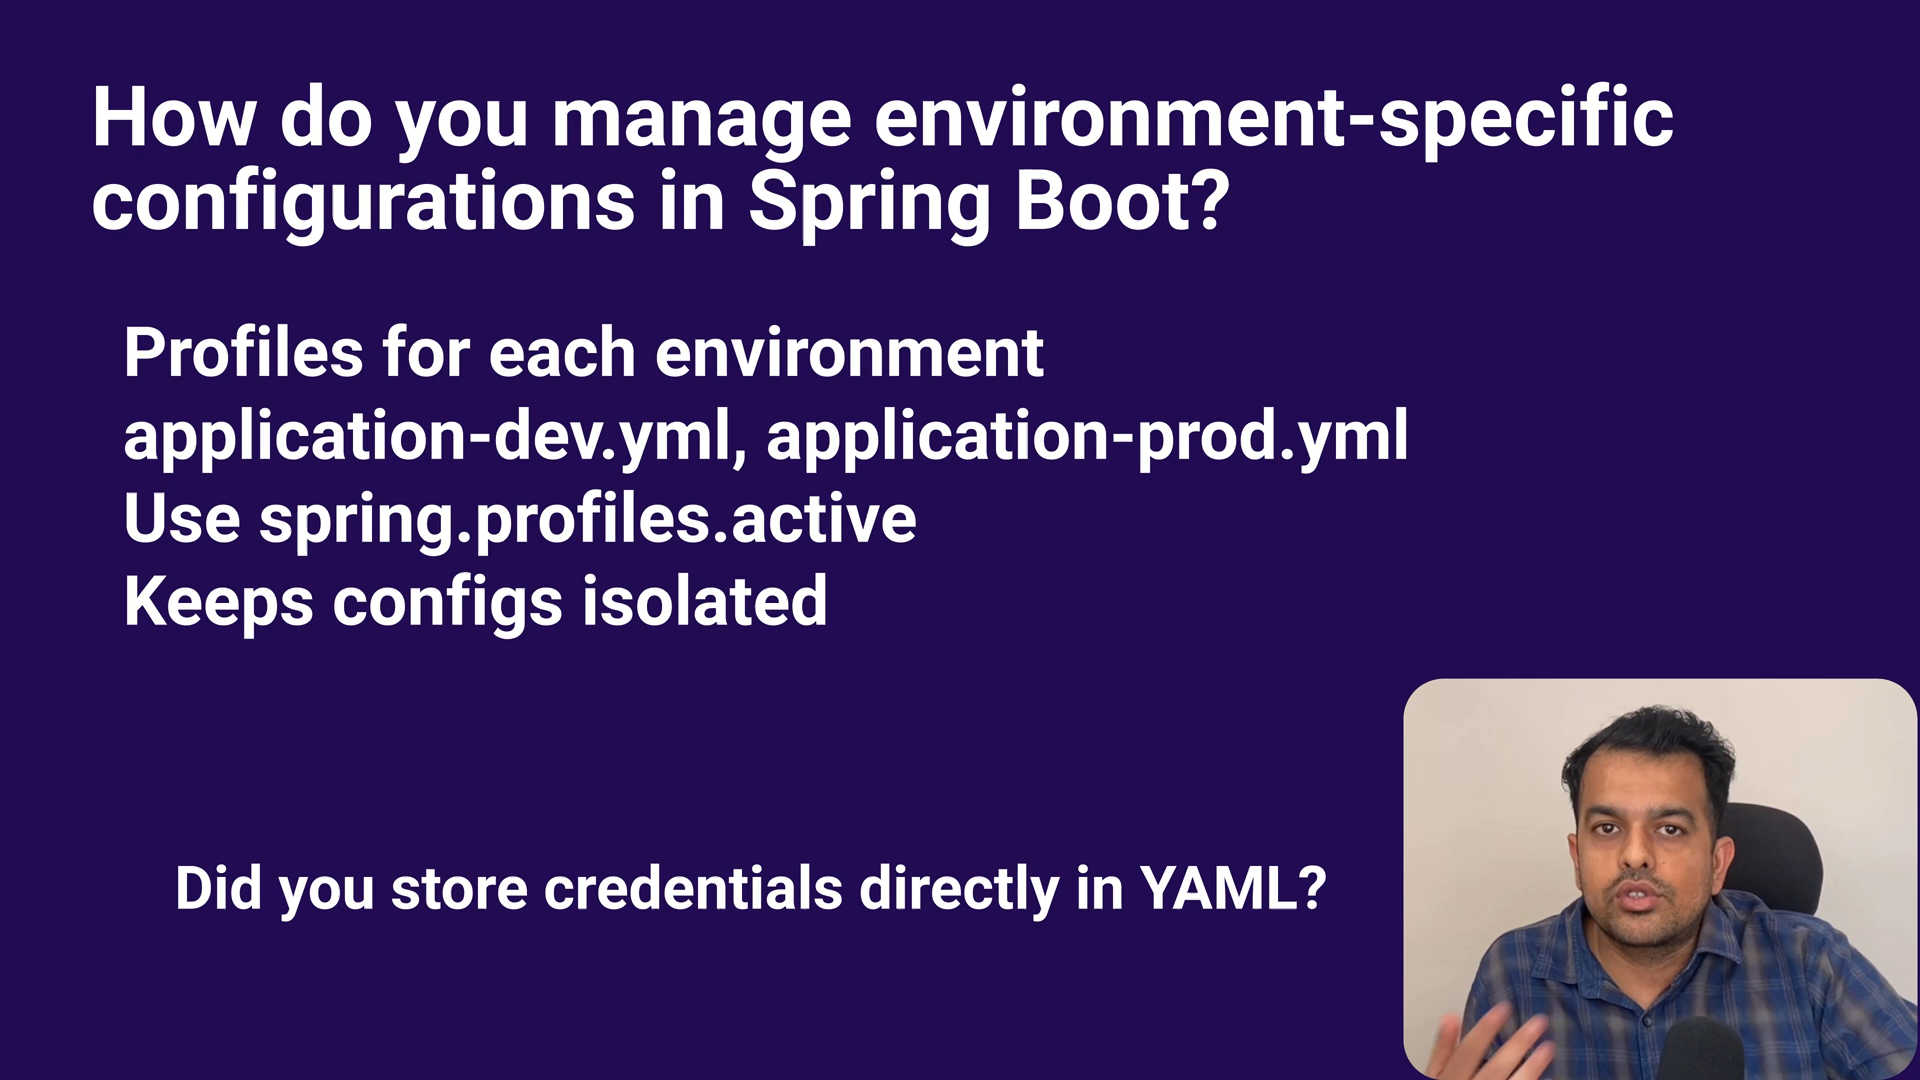 How do you manage environment-specific
configurations in Spring Boot?
Profiles for each environment
application-dev.yml, application-prod.yml
Use spring.profiles.active
Keeps configs isolated
Did you store credentials directly in YAML?